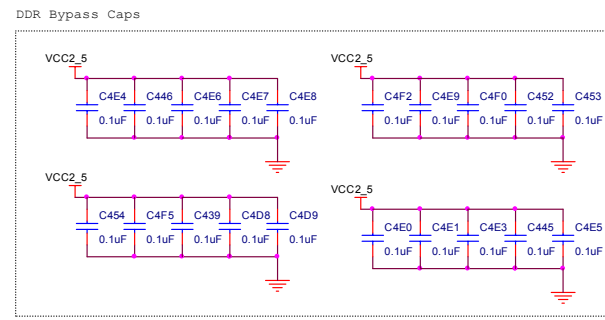 DDR Bypass Caps
VCC2_5
C4E4 C446 C4E6 C4E7 C4E8
0.1uF 0.1uF 0.1uF 0.1uF 0.1uF
VCC2_5
C4F2 C4E9 C4F0 C452 C453
0.1uF 0.1uF 0.1uF 0.1uF 0.1uF
VCC2_5
C454 C4F5 C439 C4D8 C4D9
0.1uF 0.1uF 0.1uF 0.1uF 0.1uF
VCC2_5
C4E0 C4E1 C4E3 C445 C4E5
0.1uF 0.1uF 0.1uF 0.1uF 0.1uF